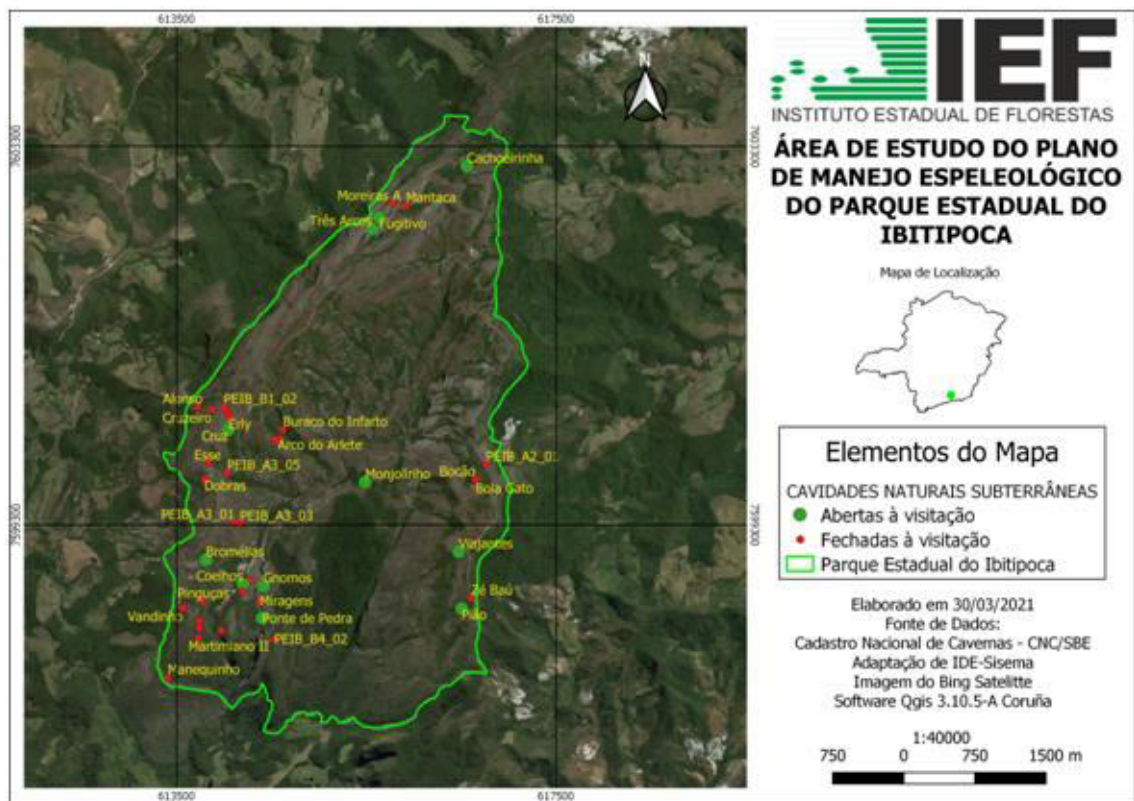 613500
617500
N
7603300
7603300
Cachoeirinha
Moreiras A
Mantaca
Três Arcos
Fugitivo
Alonso
PEIB_B1_02
Cruzeiro
Erly
Buraco do Infarto
Cruz
Arco do Arlete
Esse
PEIB_A3_05
PEIB_A2_01
Bocão
Dobras
Monjolinho
Bola Gato
PEIB_A3_01
PEIB_A3_03
7599300
7599300
Bromélias
Viajantes
Coelhos
Gnomos
Zé Baú
Pinguças
Miragens
Vandinho
Ponte de Pedra
Pião
Martimiano II
PEIB_B4_02
Manequinho
613500
617500
IEF
INSTITUTO ESTADUAL DE FLORESTAS
ÁREA DE ESTUDO DO PLANO
DE MANEJO ESPELEOLÓGICO
DO PARQUE ESTADUAL DO
IBITIPOCA
Mapa de Localização
Elementos do Mapa
CAVIDADES NATURAIS SUBTERRÂNEAS
Abertas à visitação
Fechadas à visitação
Parque Estadual do Ibitipoca
Elaborado em 30/03/2021
Fonte de Dados:
Cadastro Nacional de Cavernas - CNC/SBE
Adaptação de IDE-Sisema
Imagem do Bing Satelitte
Software Qgis 3.10.5-A Coruña
1:40000
750 0 750 1500 m